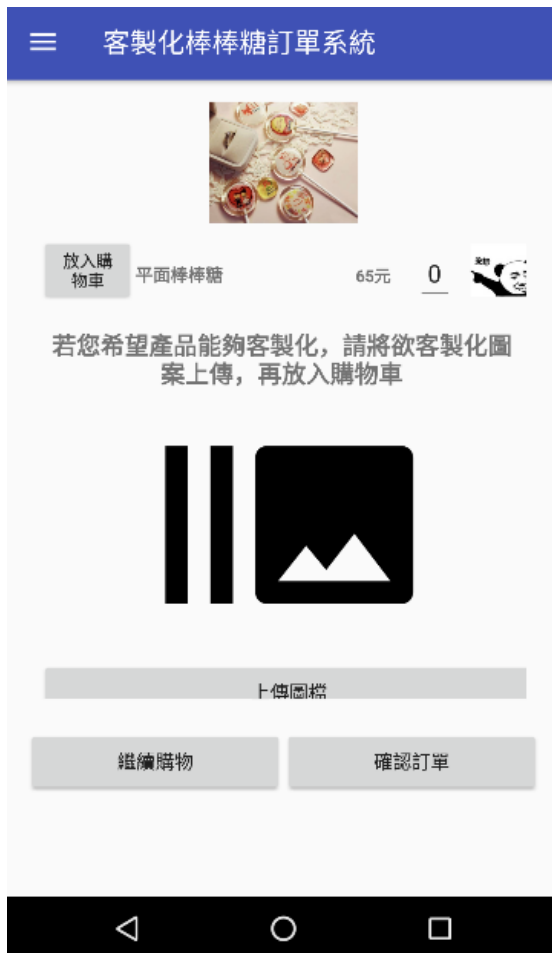 客製化棒棒糖訂單系統
放入購
物車
平面棒棒糖
65元
0
若您希望產品能夠客製化，請將欲客製化圖
案上傳，再放入購物車
上傳圖檔
繼續購物
確認訂單